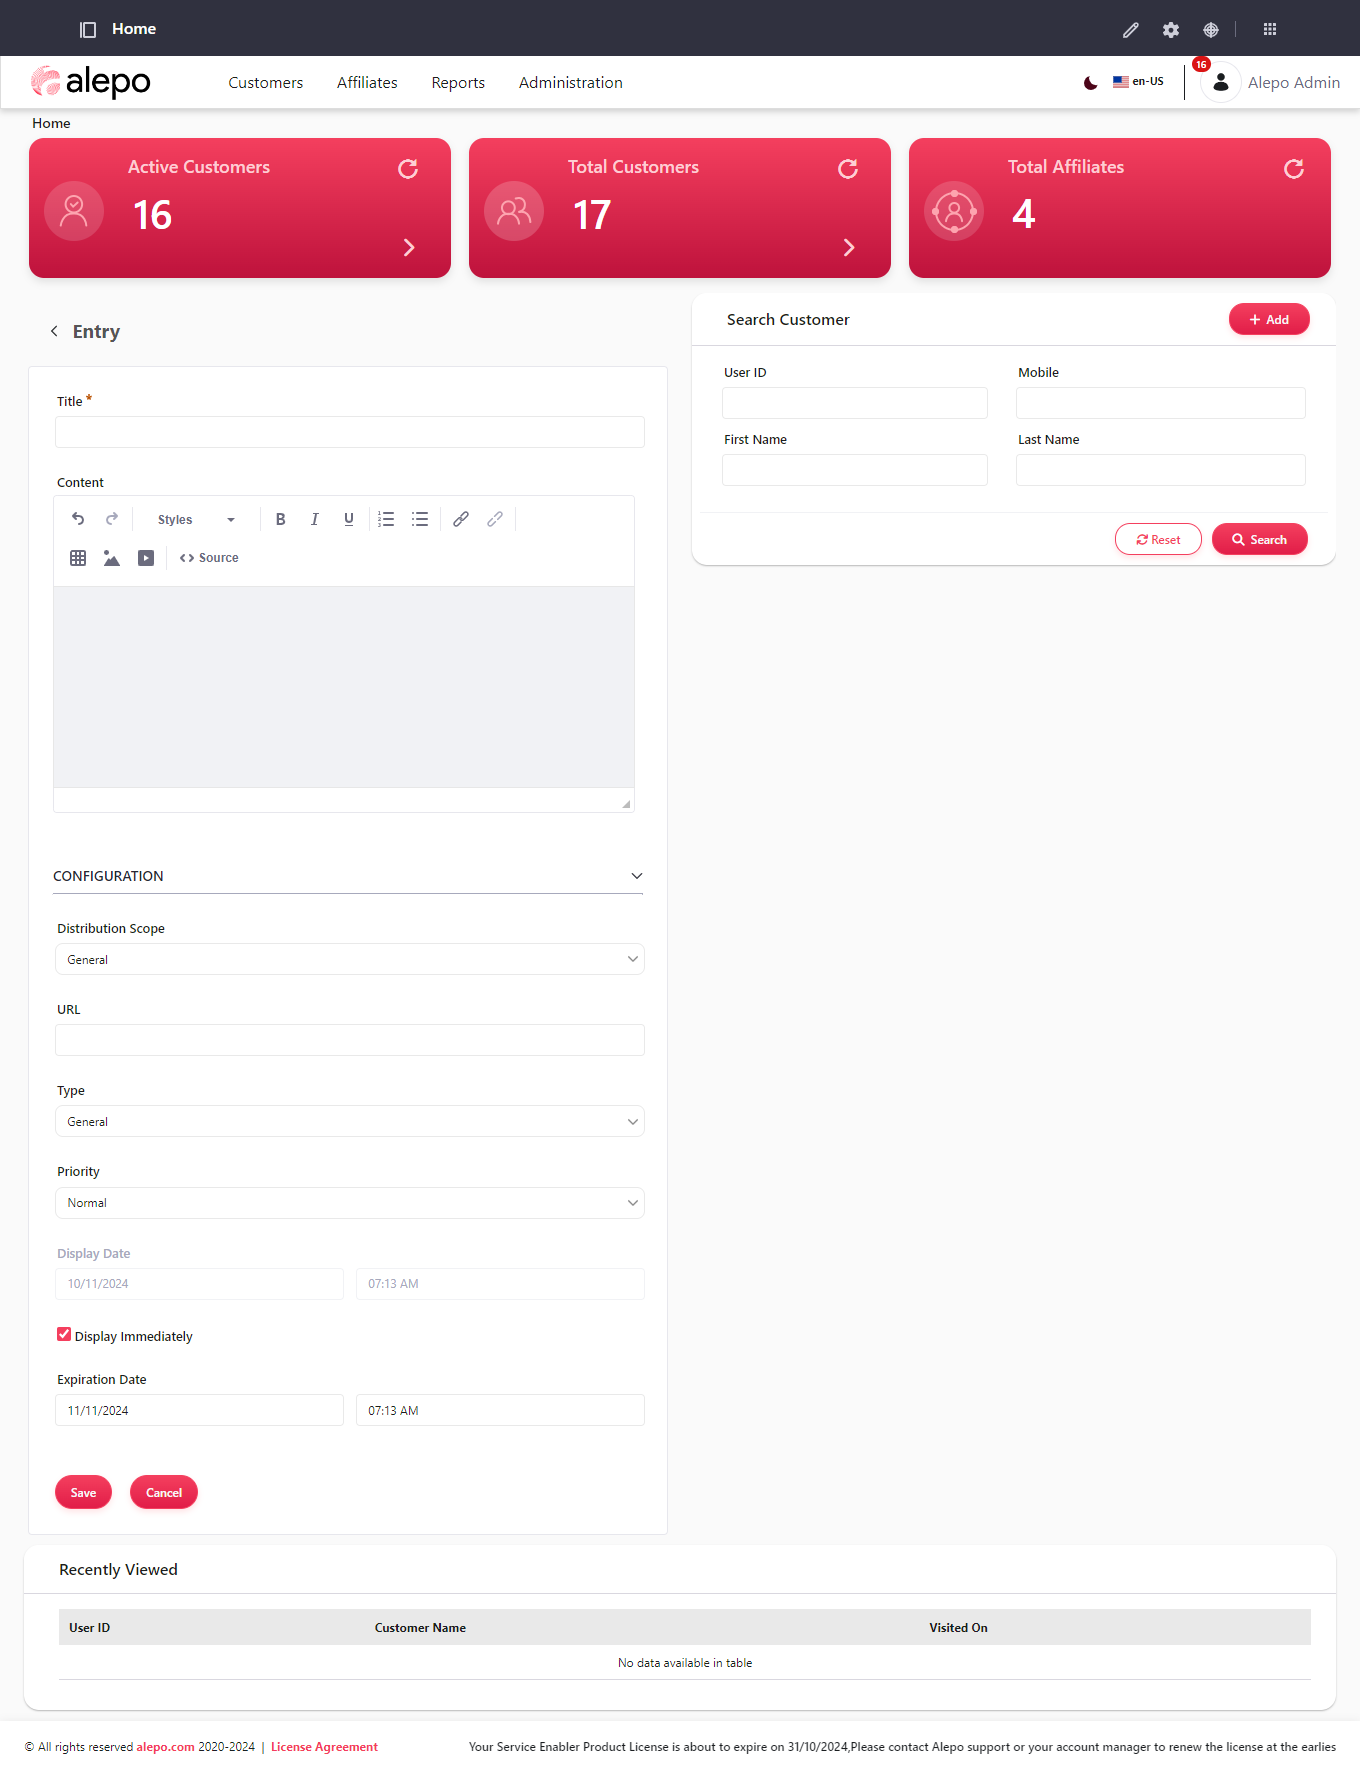 Home
alepo
Customers Affiliates Reports Administration
en-US
16
Alepo Admin
Home
Active Customers
16
Total Customers
17
Total Affiliates
4
Entry
Title *
Content
Styles
B I U
Source
CONFIGURATION
Distribution Scope
General
URL
Type
General
Priority
Normal
Display Date
10/11/2024 07:13 AM
Display Immediately
Expiration Date
11/11/2024 07:13 AM
Save Cancel
Search Customer
+ Add
User ID Mobile
First Name Last Name
Reset Search
Recently Viewed
User ID Customer Name Visited On
No data available in table
© All rights reserved alepo.com 2020-2024 | License Agreement
Your Service Enabler Product License is about to expire on 31/10/2024,Please contact Alepo support or your account manager to renew the license at the earlies